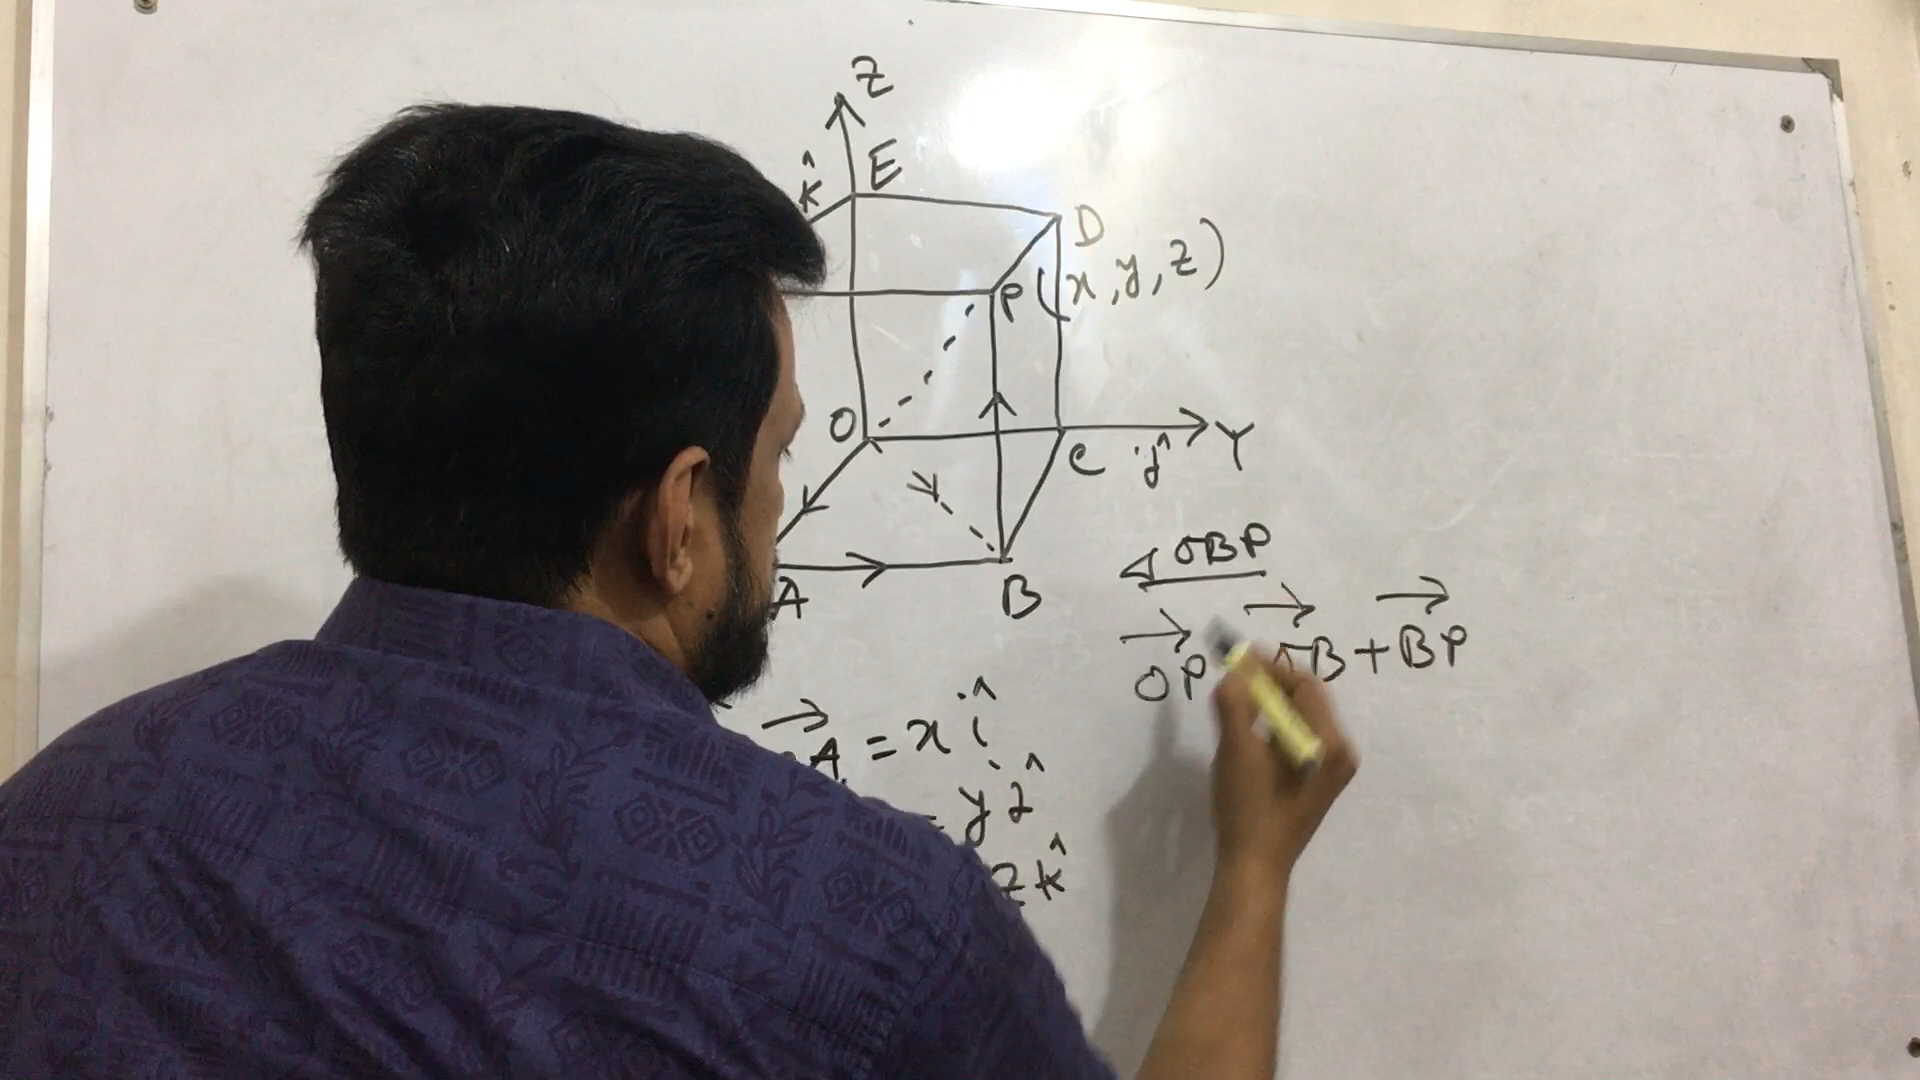 Z
k̂ E
D
P (x, y, z)
O
C ĵ Y
A B
△ OBP
OP⃗ OB⃗ + BP⃗
A⃗ = x î
= y ĵ
z k̂